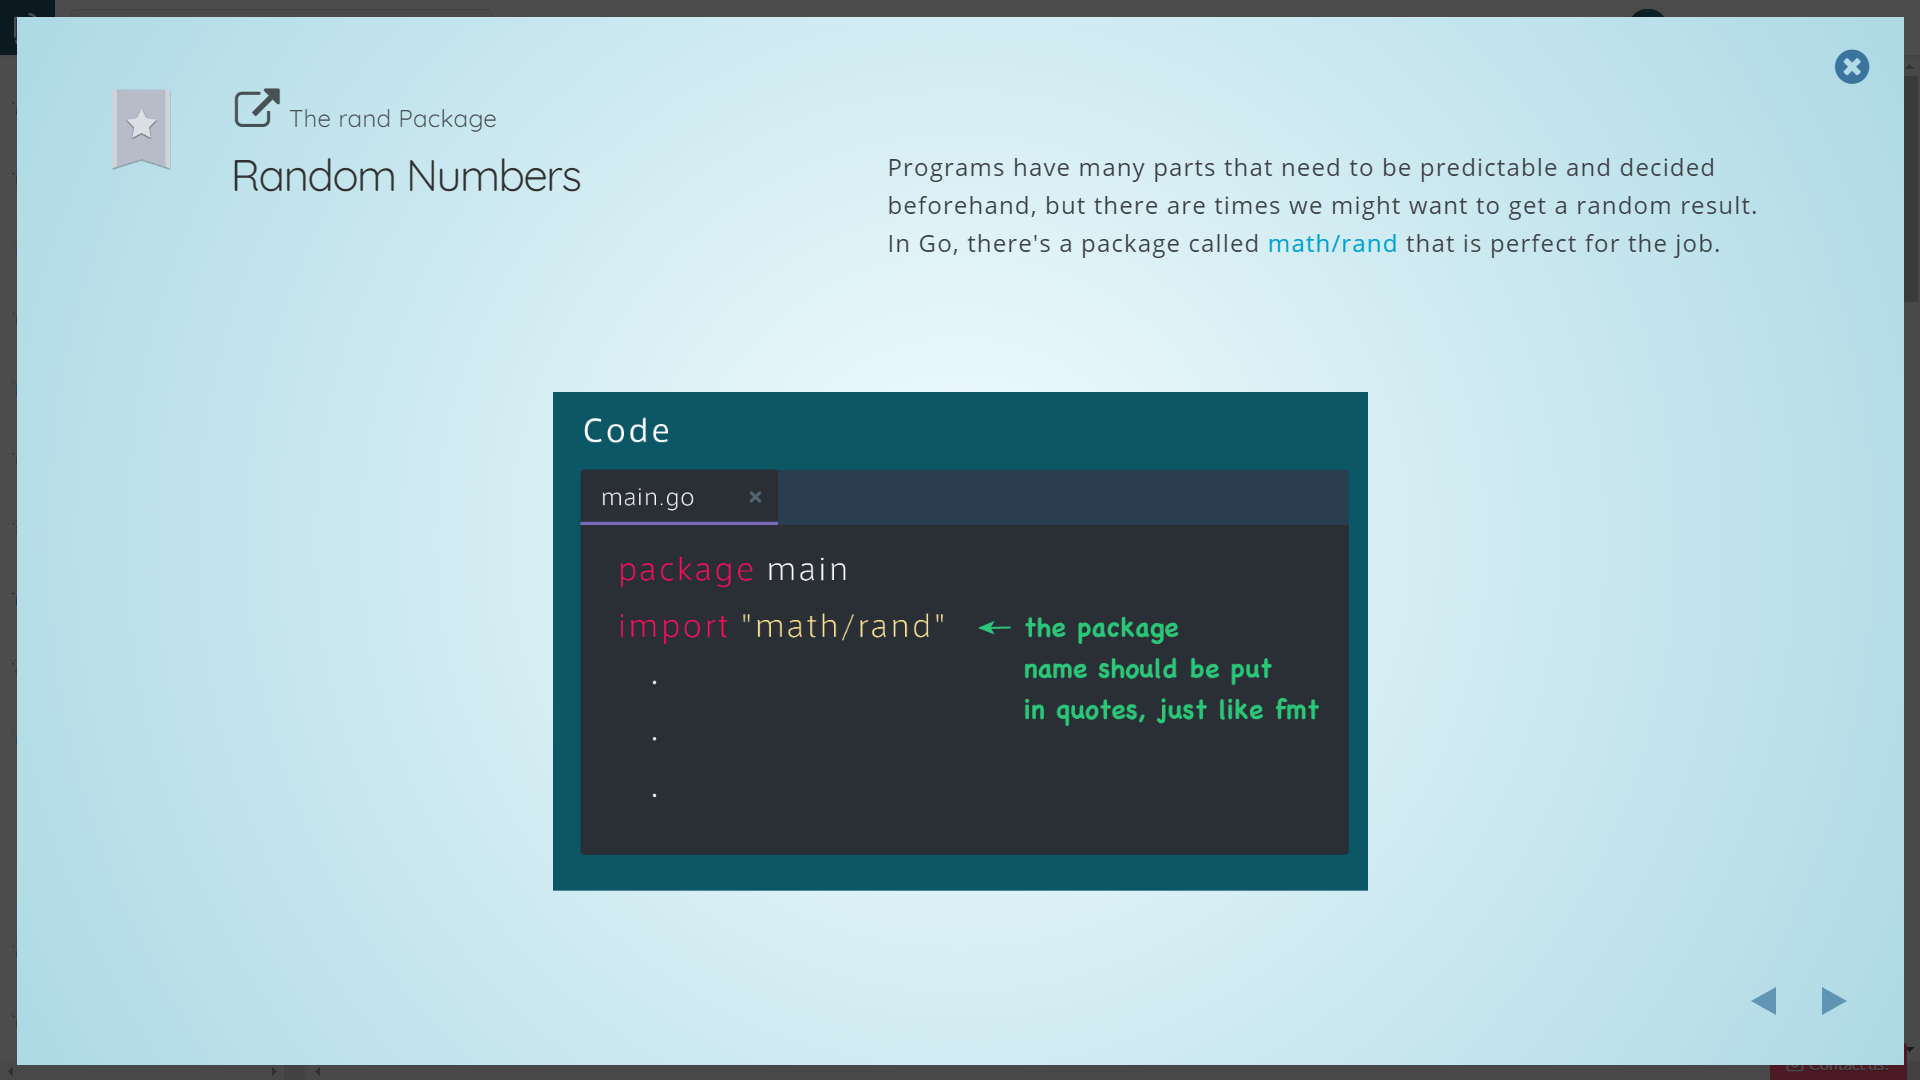 The rand Package
Random Numbers
Programs have many parts that need to be predictable and decided
beforehand, but there are times we might want to get a random result.
In Go, there's a package called math/rand that is perfect for the job.
Code
main.go
package main
import "math/rand" ← the package
name should be put
in quotes, just like fmt
.
.
.
Contact us!